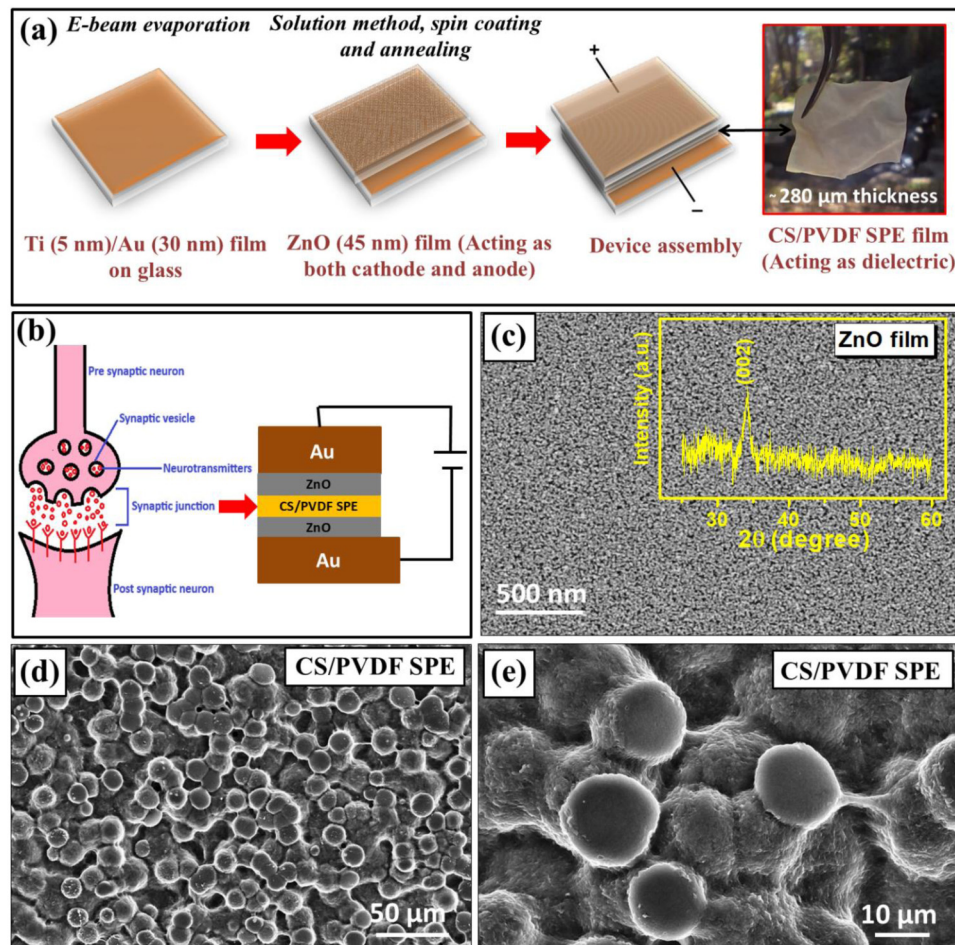 (a)
E-beam evaporation
Solution method, spin coating
and annealing
+
−
~ 280 μm thickness
Ti (5 nm)/Au (30 nm) film
on glass
ZnO (45 nm) film (Acting as
both cathode and anode)
Device assembly
CS/PVDF SPE film
(Acting as dielectric)
(b)
Pre synaptic neuron
Synaptic vesicle
Neurotransmitters
Synaptic junction
Post synaptic neuron
Au
ZnO
CS/PVDF SPE
ZnO
Au
(c)
ZnO film
Intensity (a.u.)
(002)
30 40 50 60
2θ (degree)
500 nm
(d)
CS/PVDF SPE
50 μm
(e)
CS/PVDF SPE
10 μm